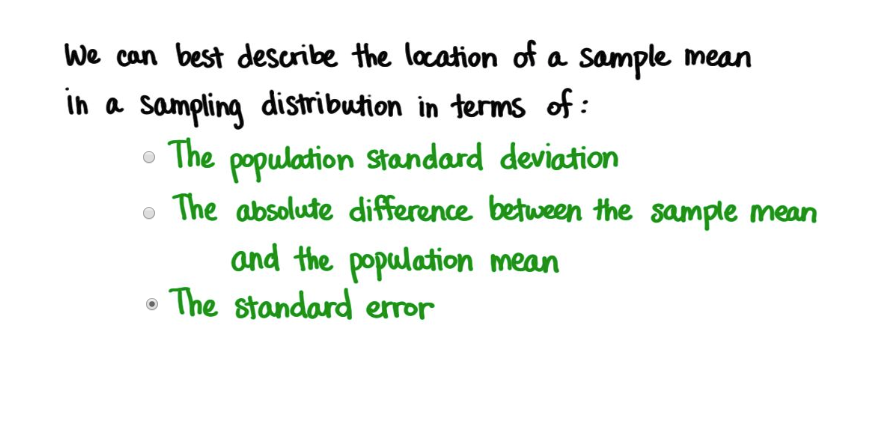 We can best describe the location of a sample mean
in a sampling distribution in terms of:
The population standard deviation
The absolute difference between the sample mean
and the population mean
The standard error